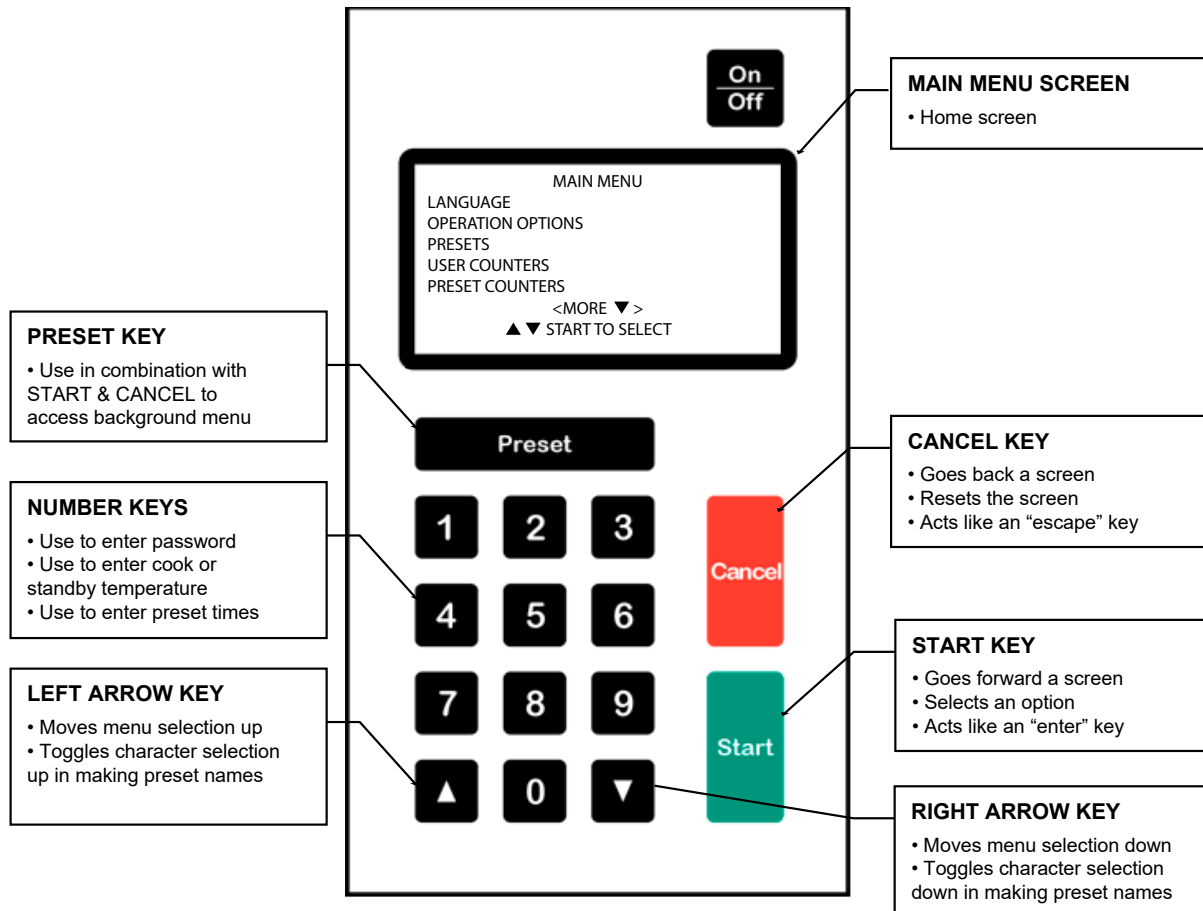 On
Off
MAIN MENU SCREEN
• Home screen
MAIN MENU
LANGUAGE
OPERATION OPTIONS
PRESETS
USER COUNTERS
PRESET COUNTERS
<MORE ▼ >
▲ ▼ START TO SELECT
PRESET KEY
• Use in combination with
START & CANCEL to
access background menu
Preset
CANCEL KEY
• Goes back a screen
• Resets the screen
• Acts like an “escape” key
NUMBER KEYS
• Use to enter password
• Use to enter cook or
standby temperature
• Use to enter preset times
1 2 3
Cancel
4 5 6
START KEY
• Goes forward a screen
• Selects an option
• Acts like an “enter” key
LEFT ARROW KEY
• Moves menu selection up
• Toggles character selection
up in making preset names
7 8 9
Start
▲ 0 ▼
RIGHT ARROW KEY
• Moves menu selection down
• Toggles character selection
down in making preset names